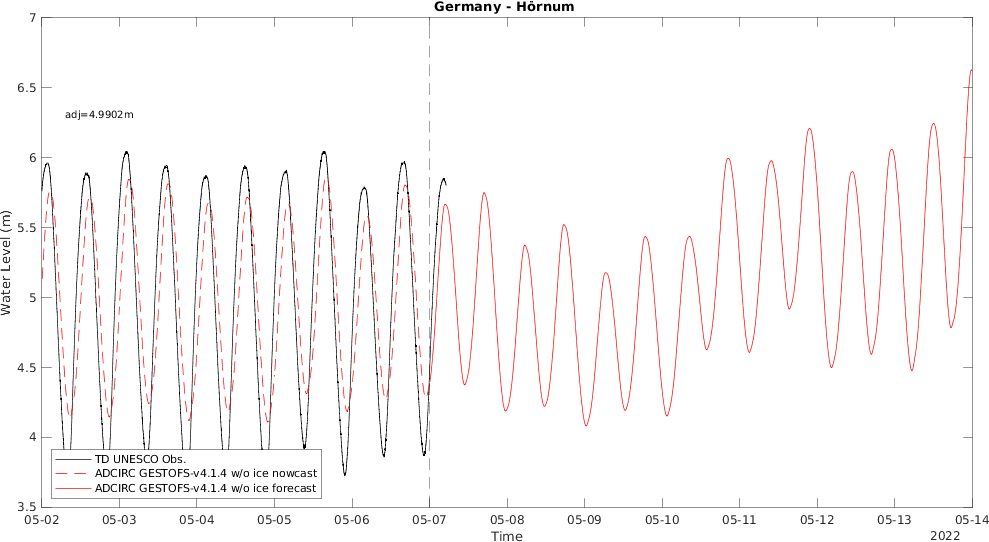 Germany - Hörnum
7
6.5
6
5.5
5
4.5
4
3.5
Water Level (m)
adj=4.9902m
TD UNESCO Obs.
ADCIRC GESTOFS-v4.1.4 w/o ice nowcast
ADCIRC GESTOFS-v4.1.4 w/o ice forecast
05-02 05-03 05-04 05-05 05-06 05-07 05-08 05-09 05-10 05-11 05-12 05-13 05-14
Time
2022